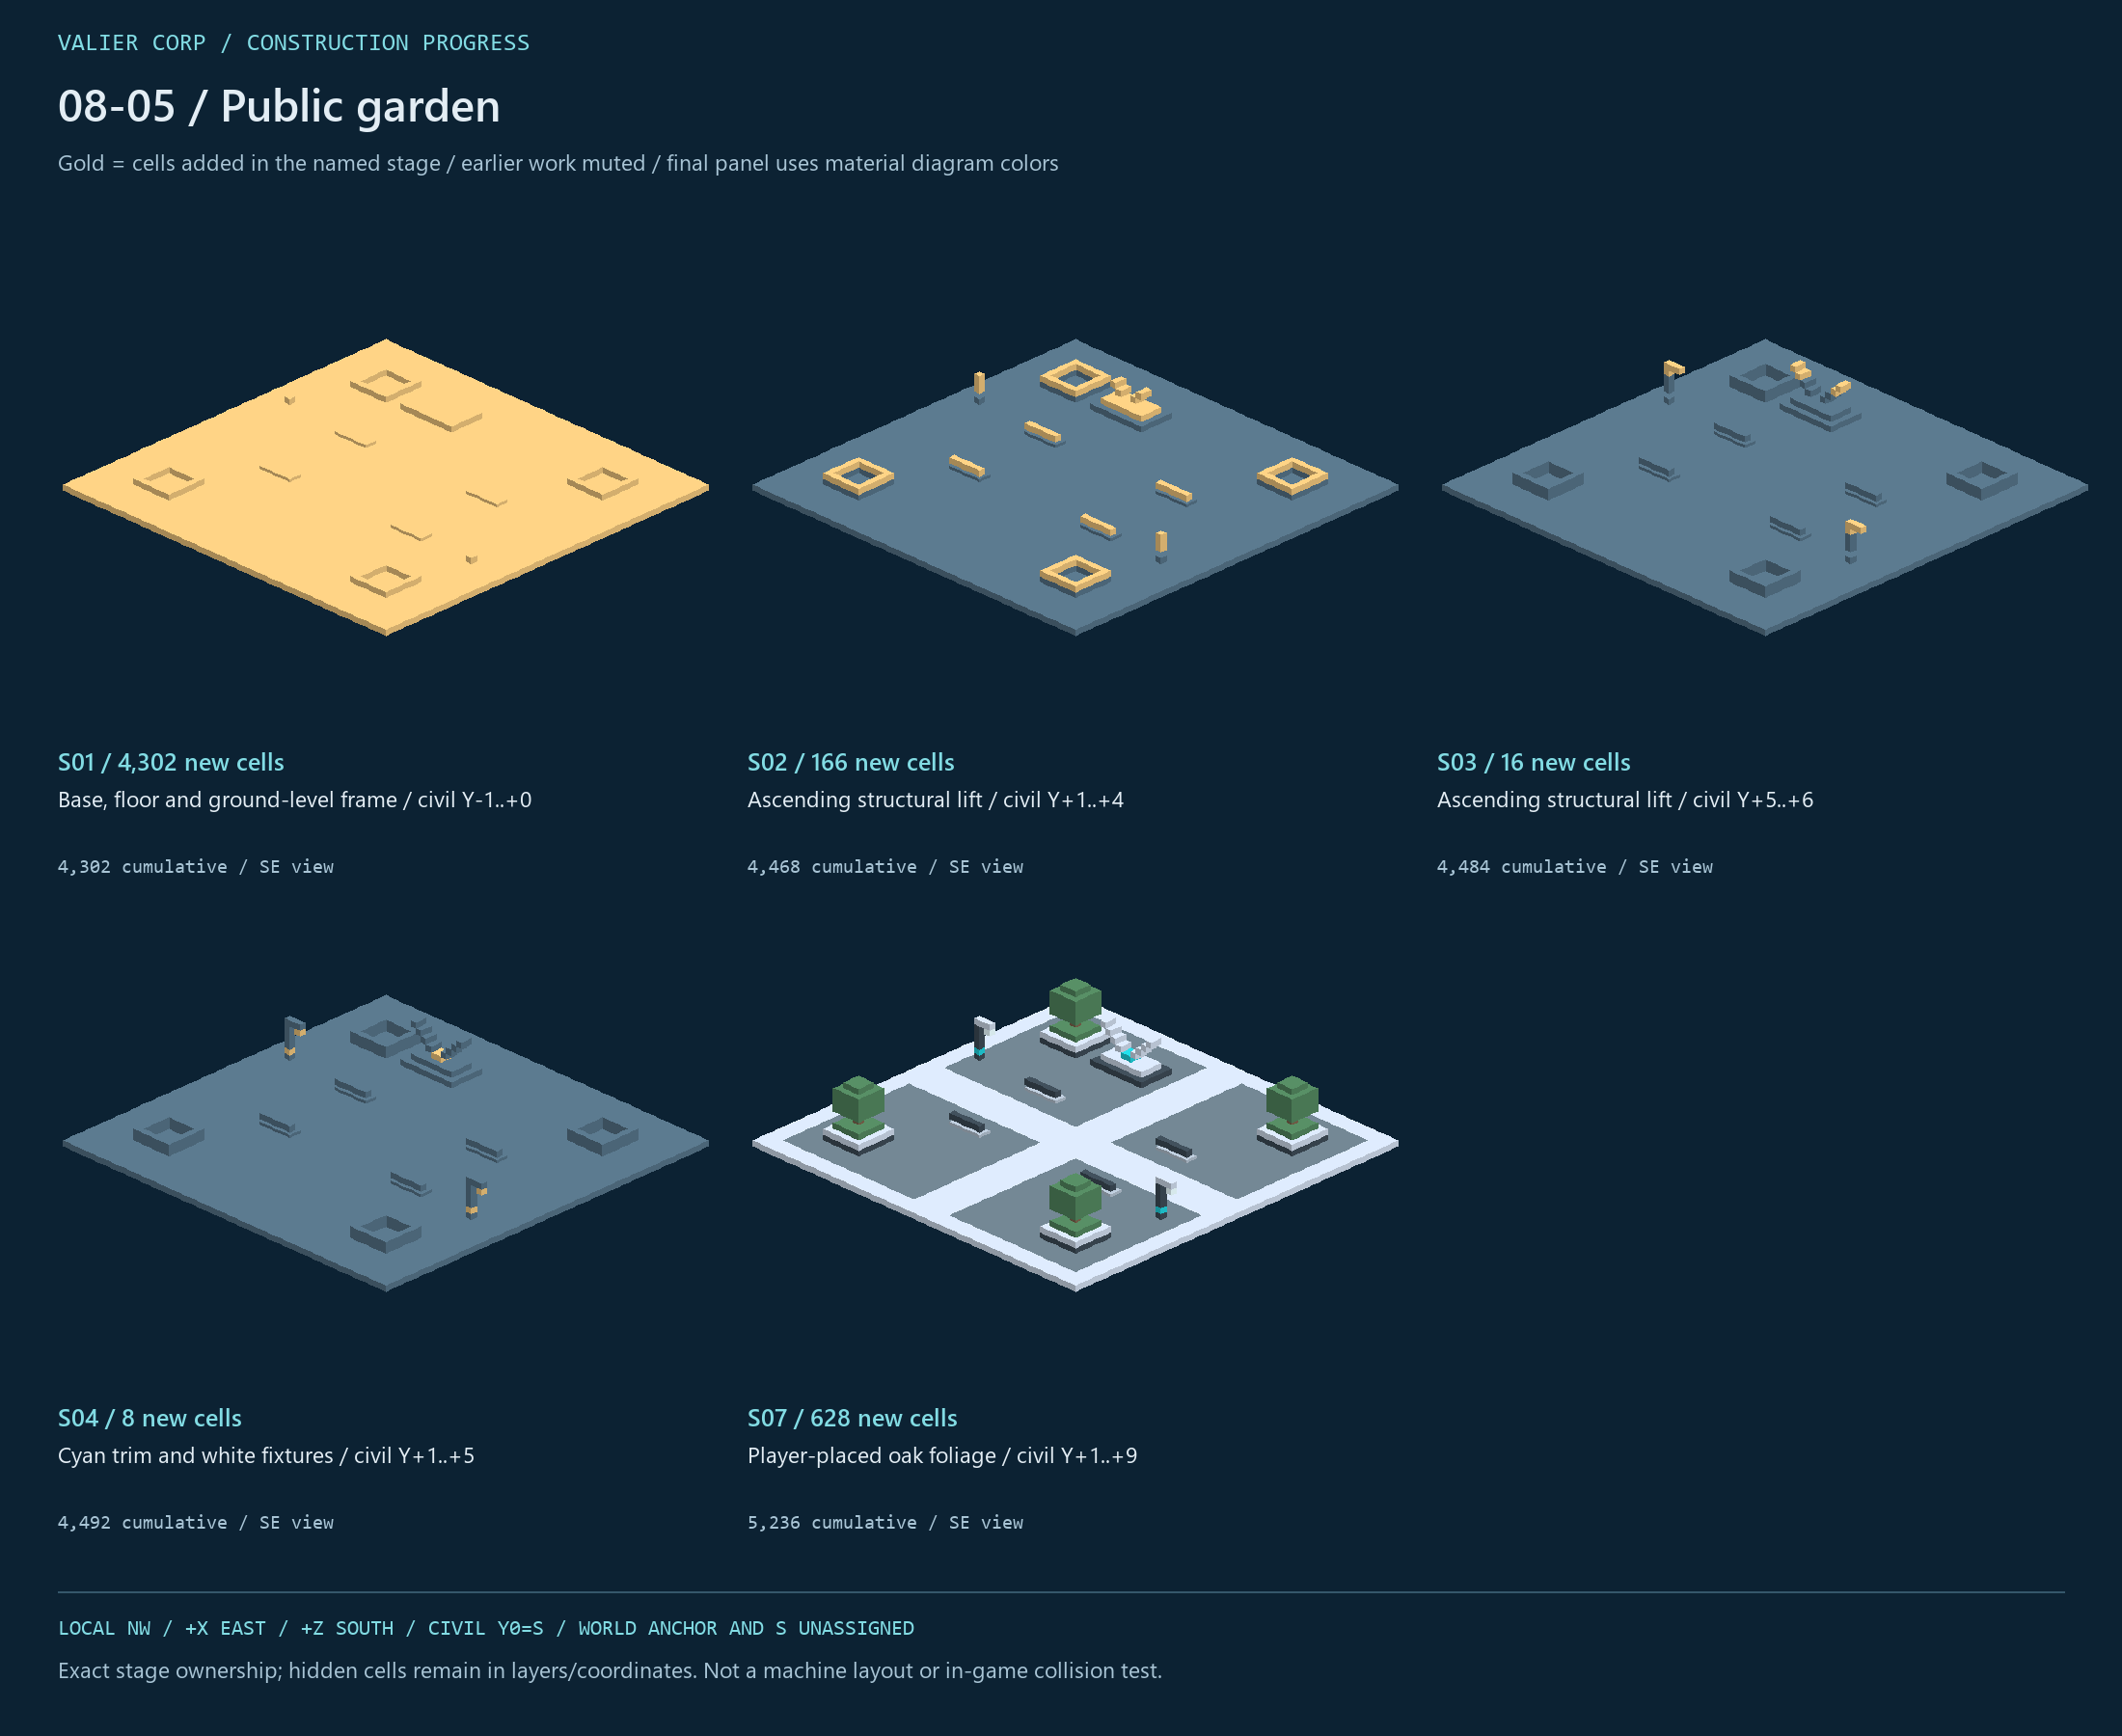 VALIER CORP / CONSTRUCTION PROGRESS
08-05 / Public garden
Gold = cells added in the named stage / earlier work muted / final panel uses material diagram colors
S01 / 4,302 new cells
Base, floor and ground-level frame / civil Y-1..+0
4,302 cumulative / SE view
S02 / 166 new cells
Ascending structural lift / civil Y+1..+4
4,468 cumulative / SE view
S03 / 16 new cells
Ascending structural lift / civil Y+5..+6
4,484 cumulative / SE view
S04 / 8 new cells
Cyan trim and white fixtures / civil Y+1..+5
4,492 cumulative / SE view
S07 / 628 new cells
Player-placed oak foliage / civil Y+1..+9
5,236 cumulative / SE view
LOCAL NW / +X EAST / +Z SOUTH / CIVIL Y0=S / WORLD ANCHOR AND S UNASSIGNED
Exact stage ownership; hidden cells remain in layers/coordinates. Not a machine layout or in-game collision test.